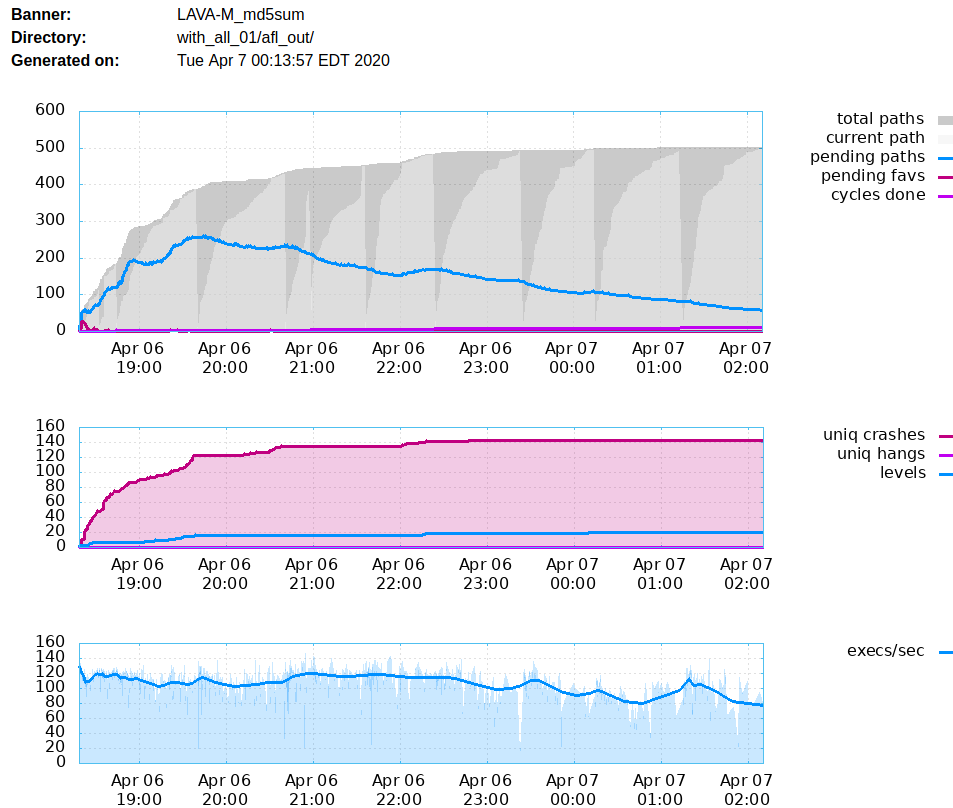 Banner: LAVA-M_md5sum
Directory: with_all_01/afl_out/
Generated on: Tue Apr 7 00:13:57 EDT 2020
600
500
400
300
200
100
0
Apr 06 Apr 06 Apr 06 Apr 06 Apr 06 Apr 07 Apr 07 Apr 07
19:00 20:00 21:00 22:00 23:00 00:00 01:00 02:00
total paths
current path
pending paths
pending favs
cycles done
160
140
120
100
80
60
40
20
0
Apr 06 Apr 06 Apr 06 Apr 06 Apr 06 Apr 07 Apr 07 Apr 07
19:00 20:00 21:00 22:00 23:00 00:00 01:00 02:00
uniq crashes
uniq hangs
levels
160
140
120
100
80
60
40
20
0
Apr 06 Apr 06 Apr 06 Apr 06 Apr 06 Apr 07 Apr 07 Apr 07
19:00 20:00 21:00 22:00 23:00 00:00 01:00 02:00
execs/sec